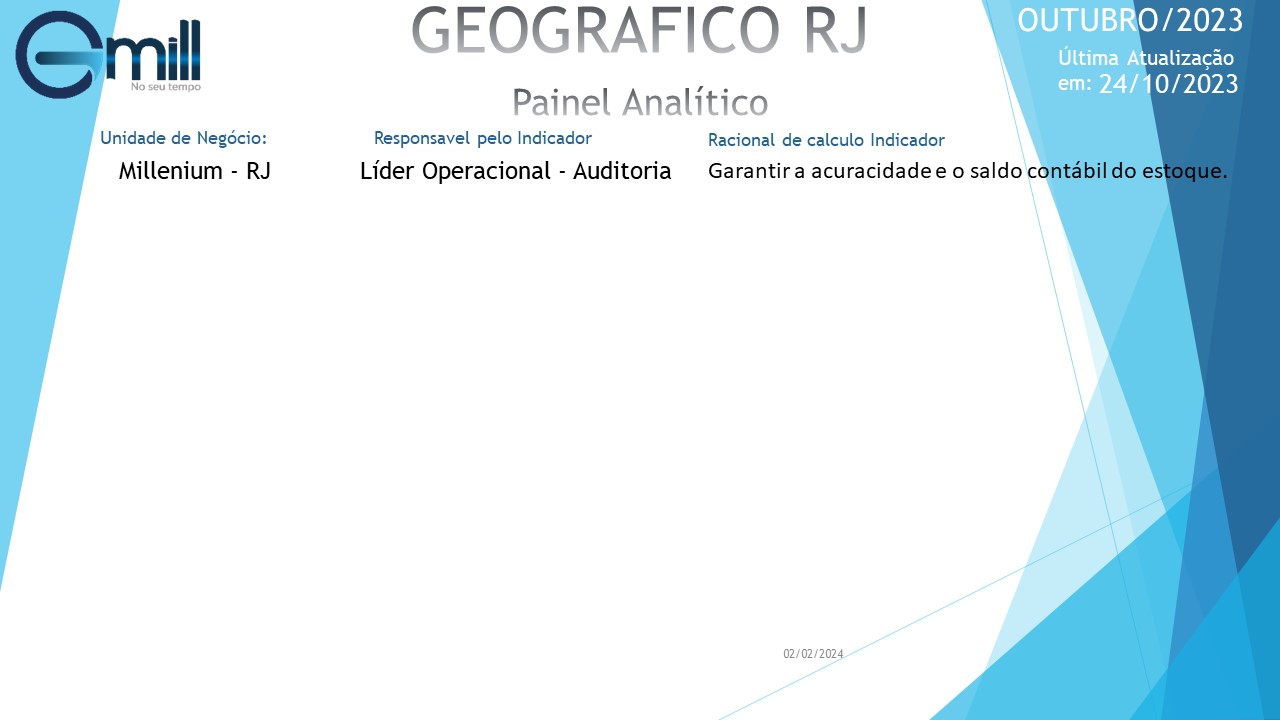 Gmill
No seu tempo
GEOGRAFICO RJ
Painel Analítico
OUTUBRO/2023
Última Atualização
em: 24/10/2023
Unidade de Negócio:
Millenium - RJ
Responsavel pelo Indicador
Líder Operacional - Auditoria
Racional de calculo Indicador
Garantir a acuracidade e o saldo contábil do estoque.
02/02/2024